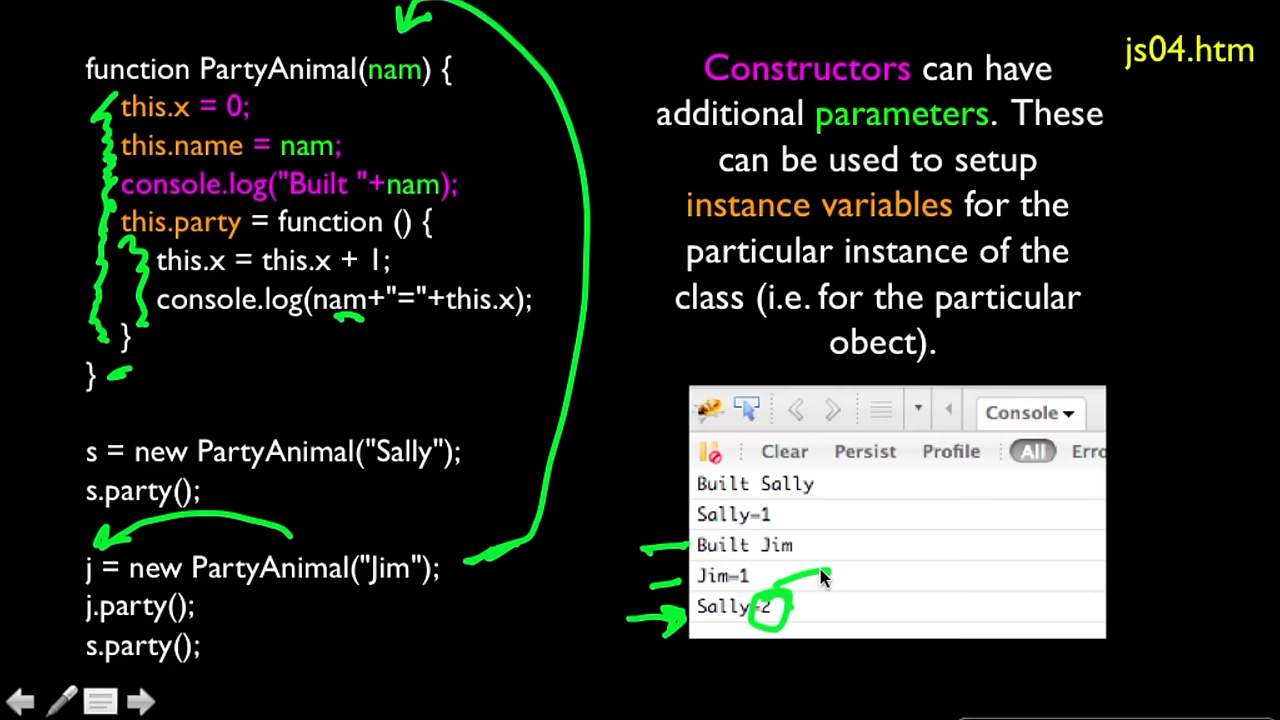 function PartyAnimal(nam) {
this.x = 0;
this.name = nam;
console.log("Built "+nam);
this.party = function () {
this.x = this.x + 1;
console.log(nam+"="+this.x);
}
}
s = new PartyAnimal("Sally");
s.party();
j = new PartyAnimal("Jim");
j.party();
s.party();
js04.htm
Constructors can have
additional parameters. These
can be used to setup
instance variables for the
particular instance of the
class (i.e. for the particular
obect).
Console
Clear Persist Profile All Erro
Built Sally
Sally=1
Built Jim
Jim=1
Sally=2